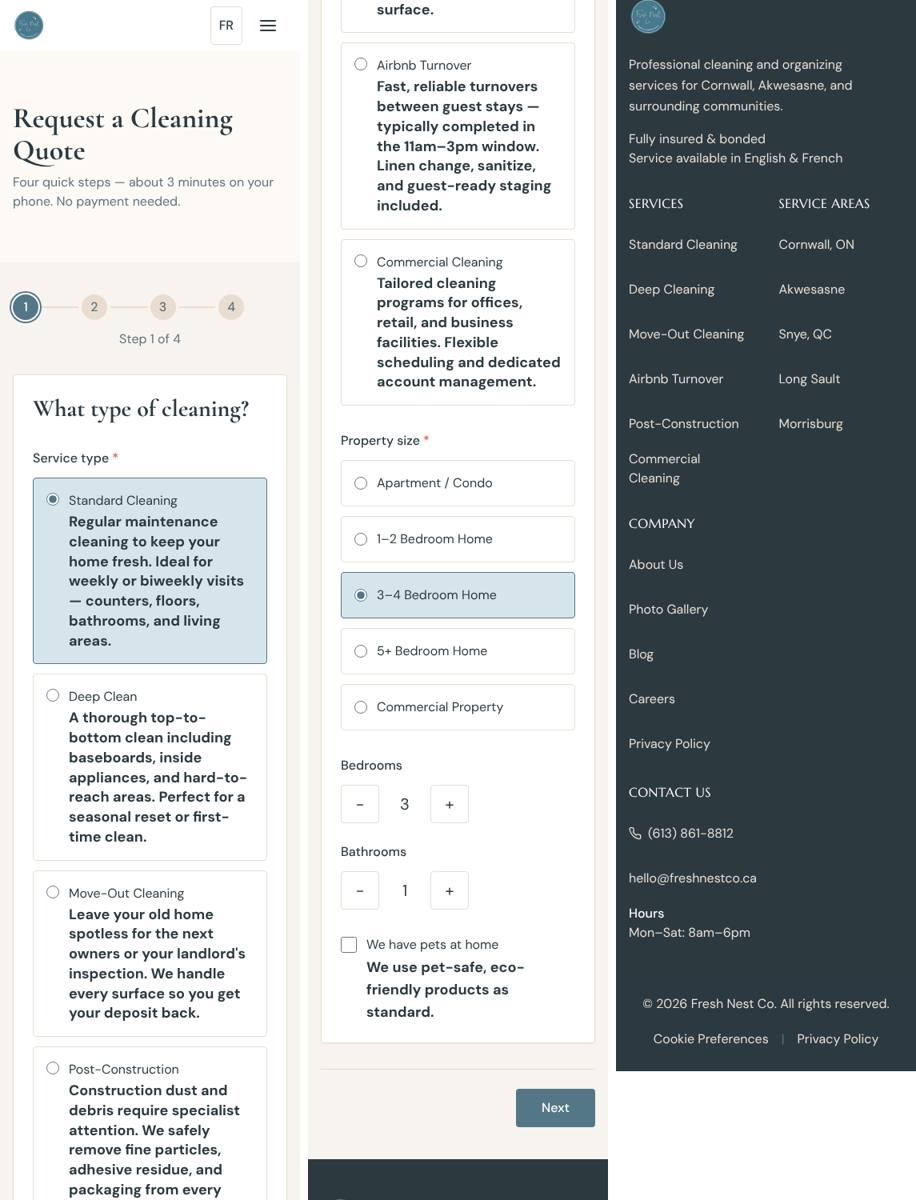 FR
Request a Cleaning
Quote
Four quick steps — about 3 minutes on your
phone. No payment needed.
1
2
3
4
Step 1 of 4
What type of cleaning?
Service type *
Standard Cleaning
Regular maintenance
cleaning to keep your
home fresh. Ideal for
weekly or biweekly visits
— counters, floors,
bathrooms, and living
areas.
Deep Clean
A thorough top-to-
bottom clean including
baseboards, inside
appliances, and hard-to-
reach areas. Perfect for a
seasonal reset or first-
time clean.
Move-Out Cleaning
Leave your old home
spotless for the next
owners or your landlord's
inspection. We handle
every surface so you get
your deposit back.
Post-Construction
Construction dust and
debris require specialist
attention. We safely
remove fine particles,
adhesive residue, and
packaging from every
surface.
Airbnb Turnover
Fast, reliable turnovers
between guest stays —
typically completed in
the 11am–3pm window.
Linen change, sanitize,
and guest-ready staging
included.
Commercial Cleaning
Tailored cleaning
programs for offices,
retail, and business
facilities. Flexible
scheduling and dedicated
account management.
Property size *
Apartment / Condo
1–2 Bedroom Home
3–4 Bedroom Home
5+ Bedroom Home
Commercial Property
Bedrooms
- 3 +
Bathrooms
- 1 +
We have pets at home
We use pet-safe, eco-
friendly products as
standard.
Next
Professional cleaning and organizing
services for Cornwall, Akwesasne, and
surrounding communities.
Fully insured & bonded
Service available in English & French
SERVICES
Standard Cleaning
Deep Cleaning
Move-Out Cleaning
Airbnb Turnover
Post-Construction
Commercial
Cleaning
SERVICE AREAS
Cornwall, ON
Akwesasne
Snye, QC
Long Sault
Morrisburg
COMPANY
About Us
Photo Gallery
Blog
Careers
Privacy Policy
CONTACT US
(613) 861-8812
hello@freshnestco.ca
Hours
Mon–Sat: 8am–6pm
© 2026 Fresh Nest Co. All rights reserved.
Cookie Preferences | Privacy Policy